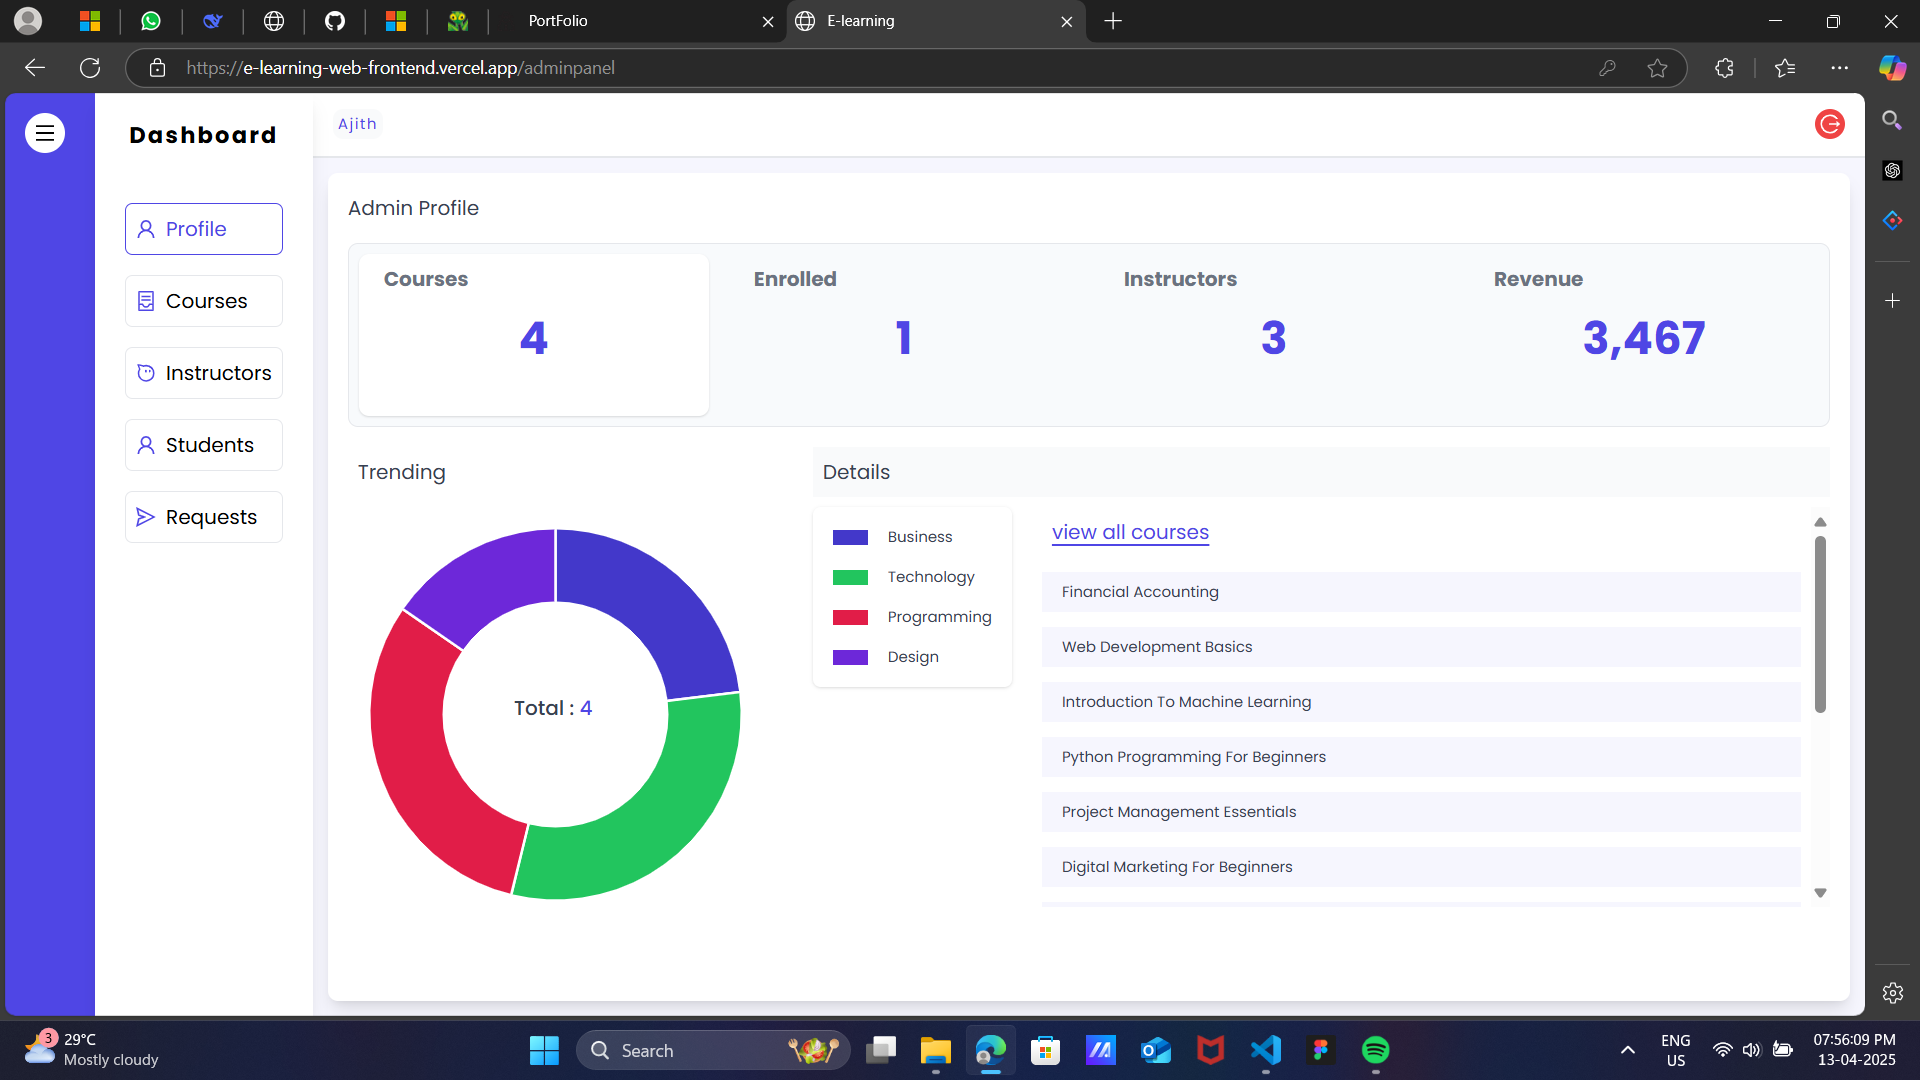 PortFolio
E-learning
https://e-learning-web-frontend.vercel.app/adminpanel
Dashboard
Ajith
Profile
Courses
Instructors
Students
Requests
Admin Profile
Courses
Enrolled
Instructors
Revenue
4
1
3
3,467
Trending
Total : 4
Details
Business
Technology
Programming
Design
view all courses
Financial Accounting
Web Development Basics
Introduction To Machine Learning
Python Programming For Beginners
Project Management Essentials
Digital Marketing For Beginners
3
29°C
Mostly cloudy
Search
ENG
US
07:56:09 PM
13-04-2025